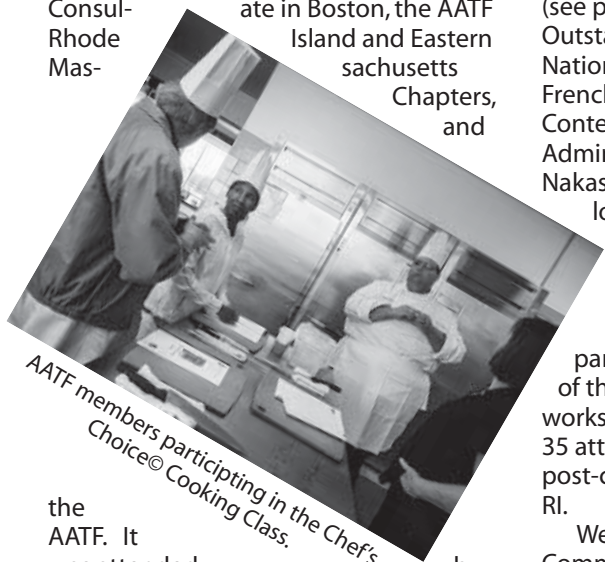 Consul-
ate in Boston, the AATF
Rhode
Island and Eastern
Mas-
sachusetts
Chapters,
and
AATF members participating in the Chef's
Choice© Cooking Class.
the
AATF. It
(see
Outsta
Nation
French
Conte
Admi
Nakas
lo
par
of th
works
35 att
post-c
RI.
We